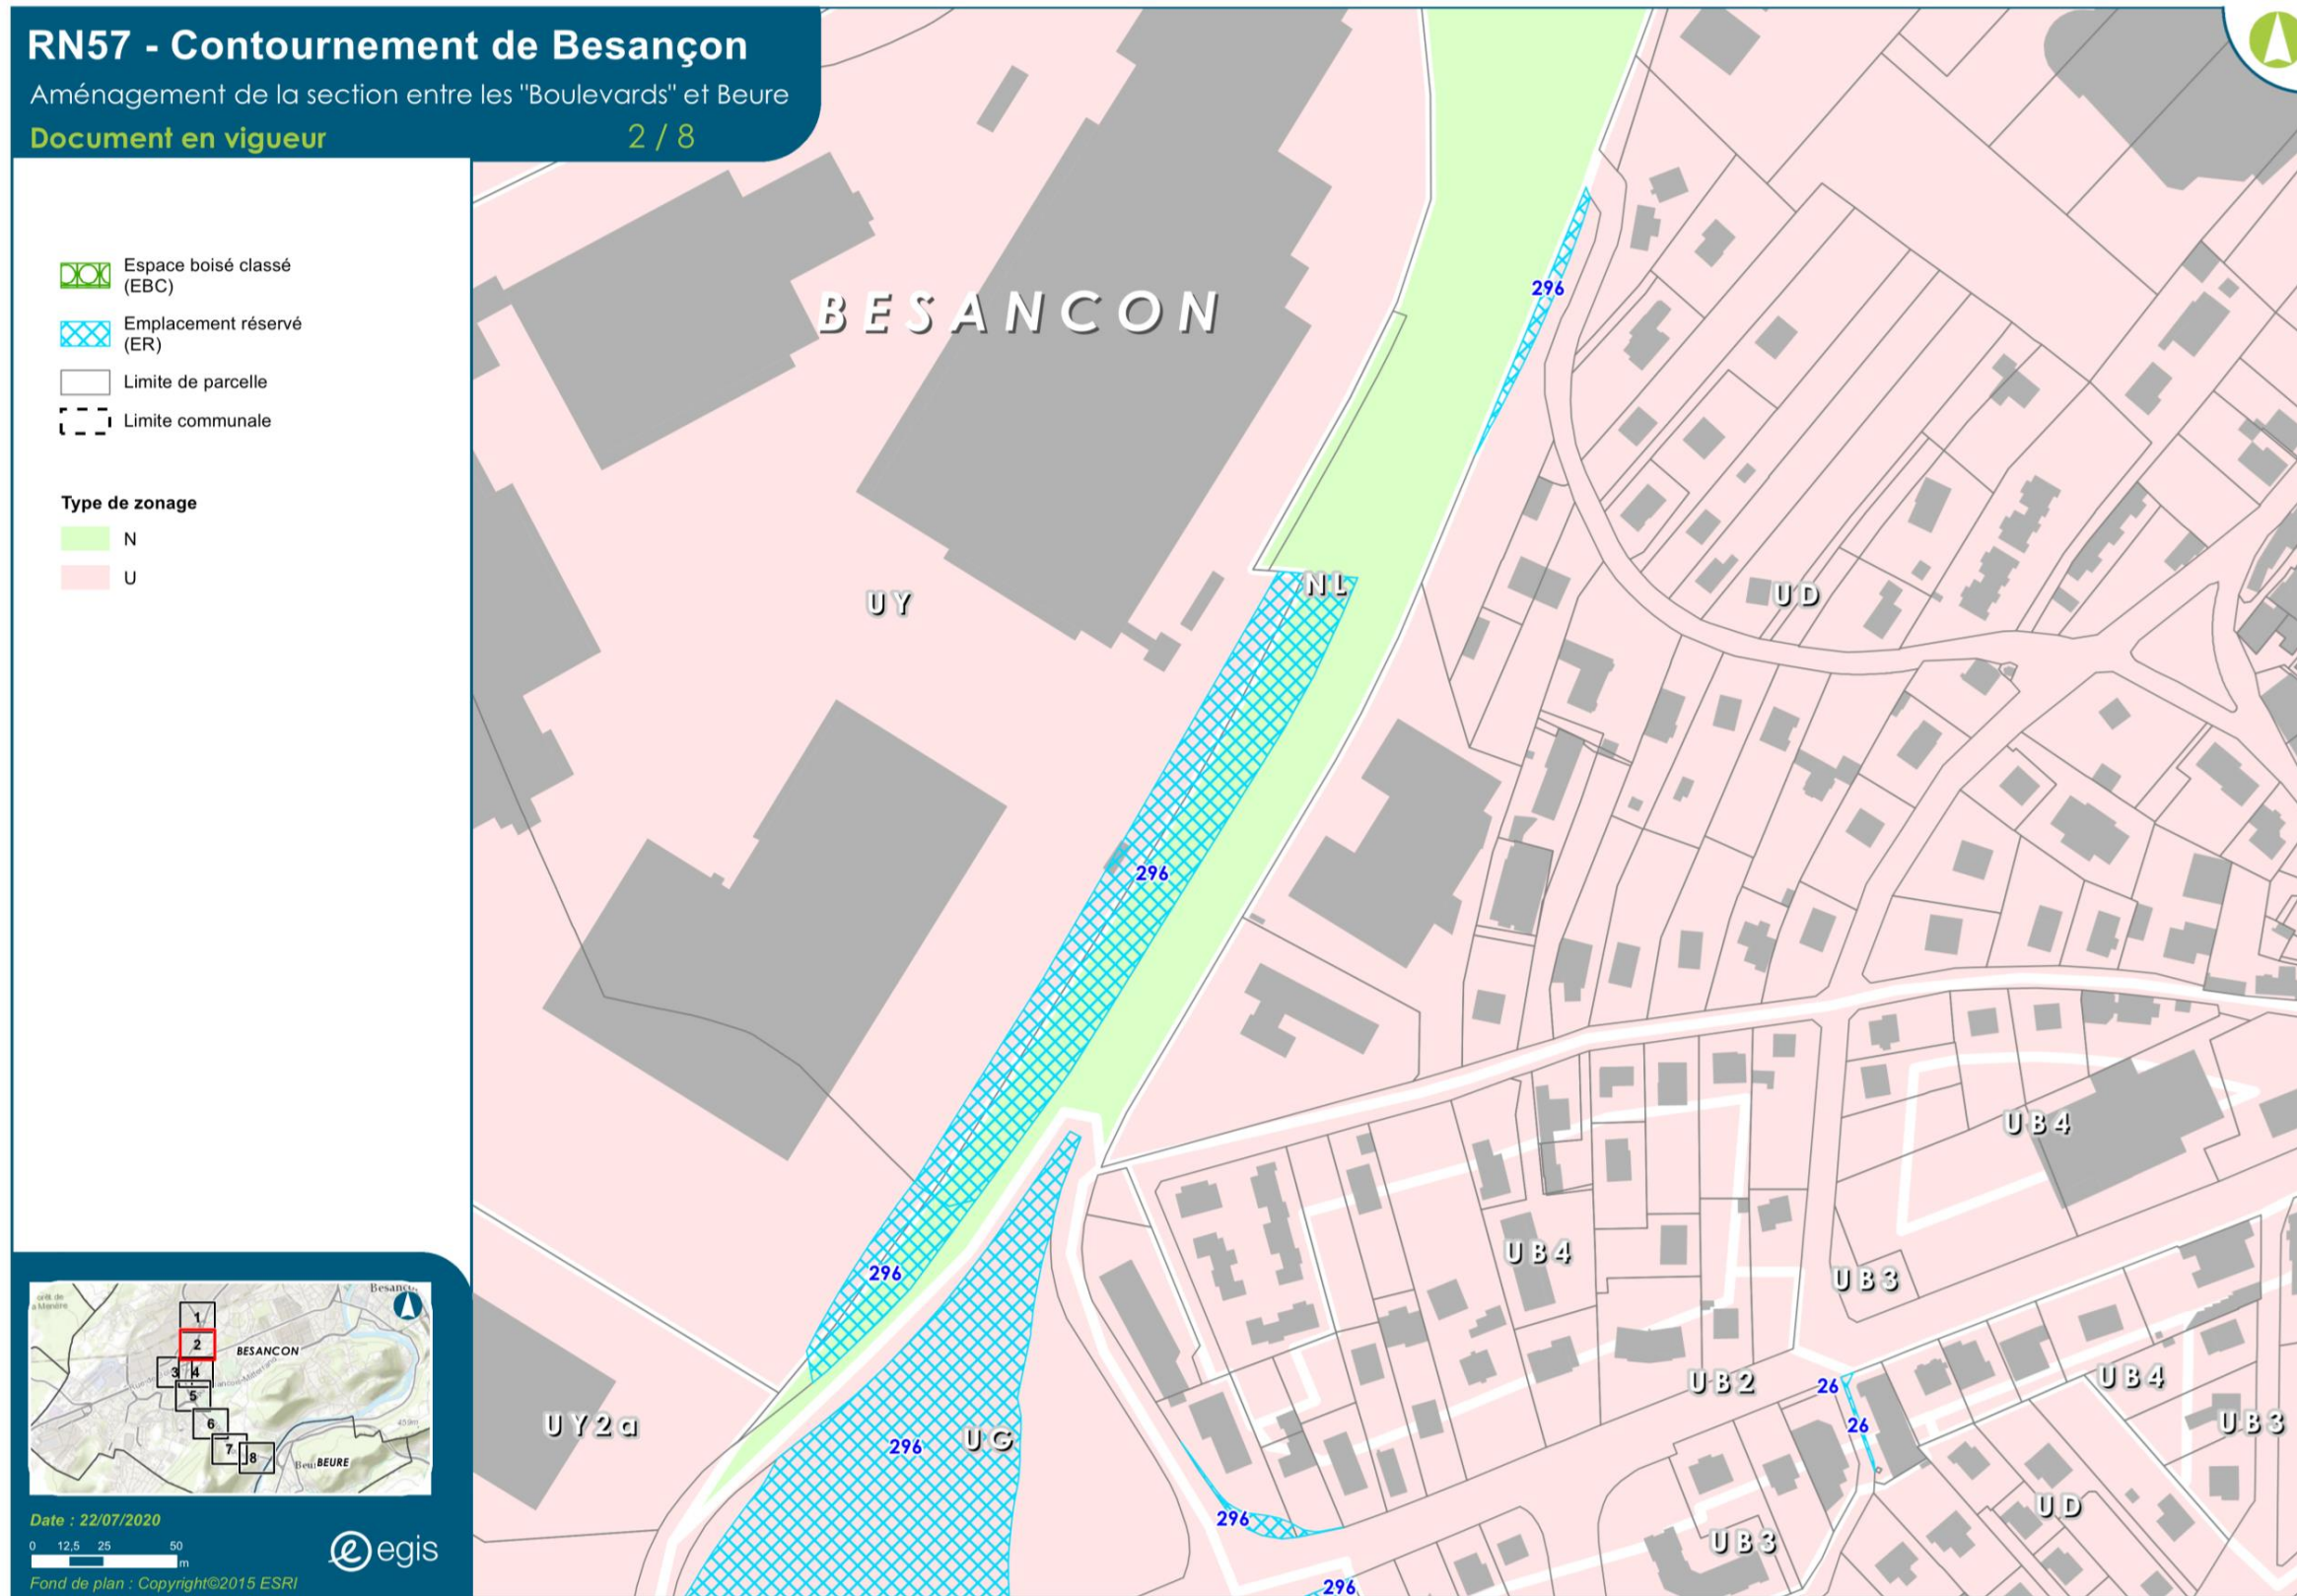 RN57 - Contournement de Besançon
Aménagement de la section entre les "Boulevards" et Beure
Document en vigueur
2 / 8
Espace boisé classé
(EBC)
Emplacement réservé
(ER)
Limite de parcelle
Limite communale
Type de zonage
N
U
BESANCON
296
NL
UY
UD
296
UB4
296
UB4
UB3
UB2
26
UB4
UY2a
296
UG
26
UB3
296
UD
UB3
296
Besanç
1
2
BESANCON
3
4
5
6
7
8
BEURE
Date : 22/07/2020
0 12,5 25 50
m
egis
Fond de plan : Copyright©2015 ESRI